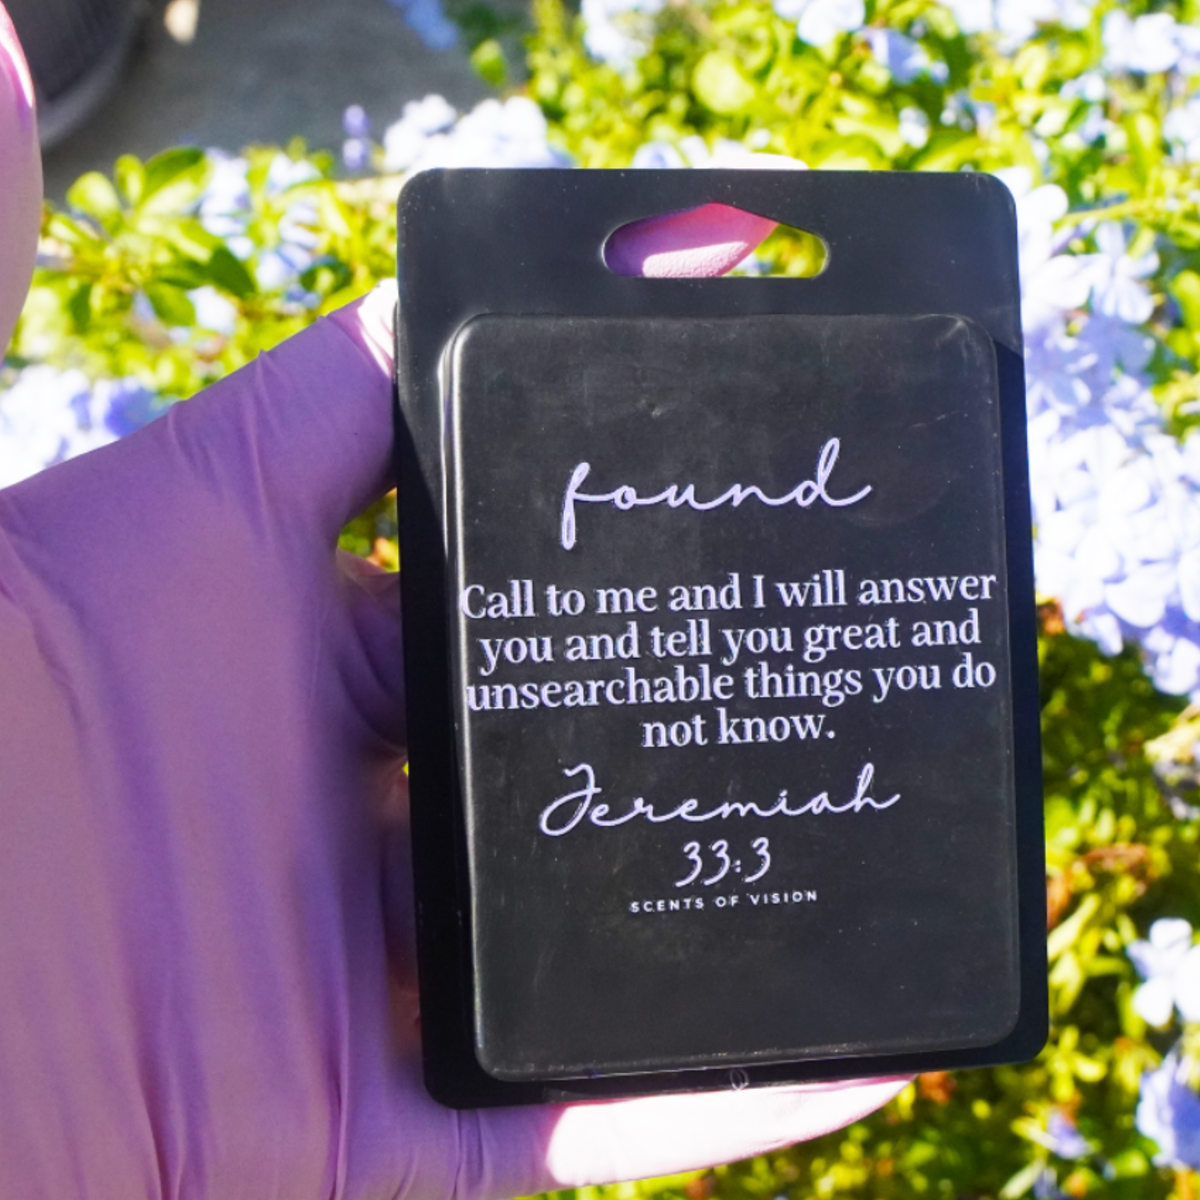 found
Call to me and I will answer
you and tell you great and
unsearchable things you do
not know.
Jeremiah
33:3
SCENTS OF VISION